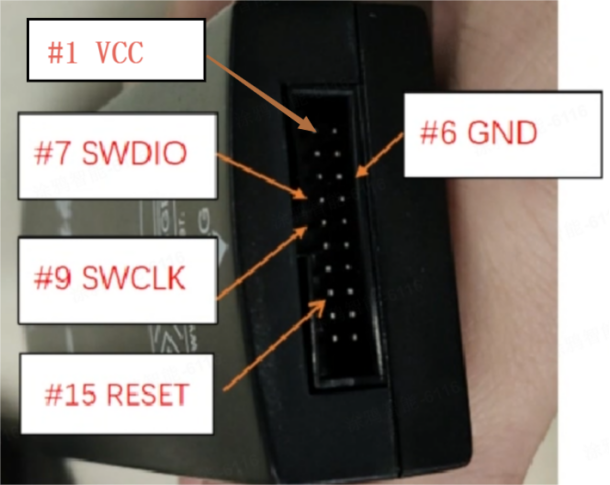 #1 VCC
#7 SWDIO
#6 GND
#9 SWCLK
#15 RESET